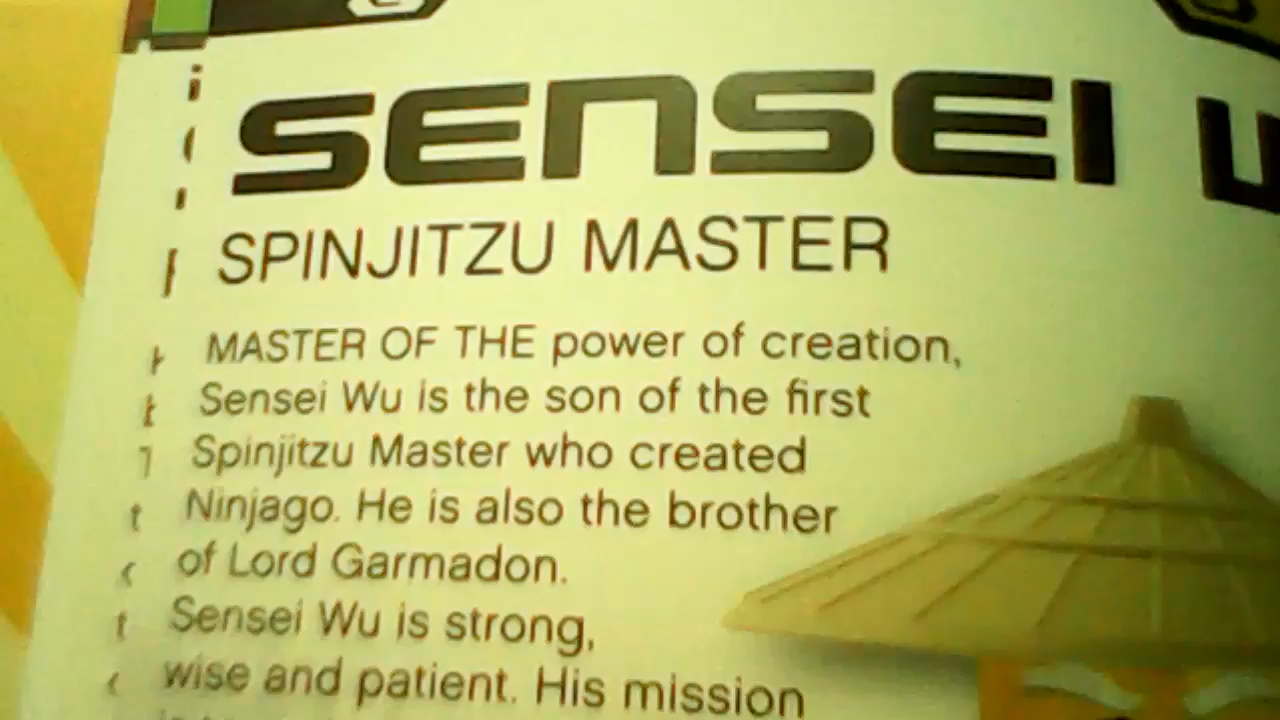 SENSEI
SPINJITZU MASTER
MASTER OF THE power of creation,
Sensei Wu is the son of the first
Spinjitzu Master who created
Ninjago. He is also the brother
of Lord Garmadon.
Sensei Wu is strong,
wise and patient. His mission